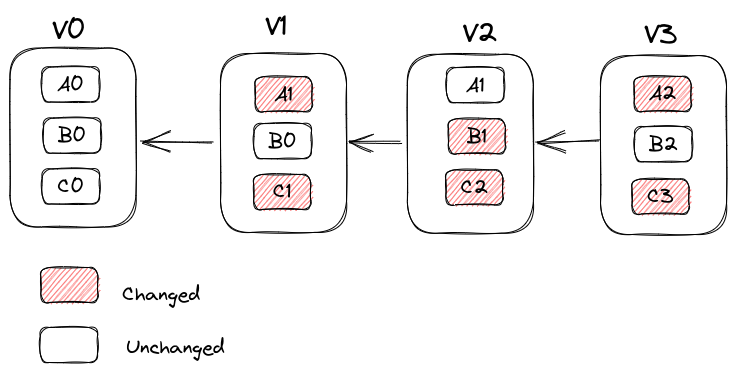 V0
V1
V2
V3
A0
A1
A1
A2
B0
B0
B1
B2
C0
C1
C2
C3
Changed
Unchanged